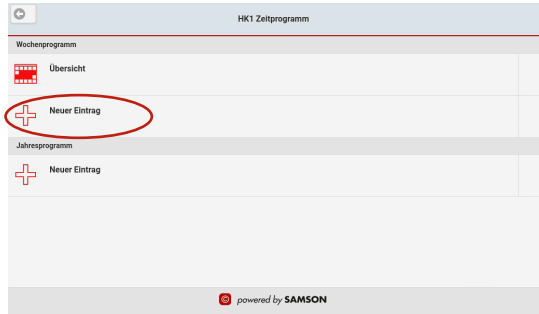 HK1 Zeitprogramm
Wochenprogramm
Übersicht
Neuer Eintrag
Jahresprogramm
Neuer Eintrag
© powered by SAMSON